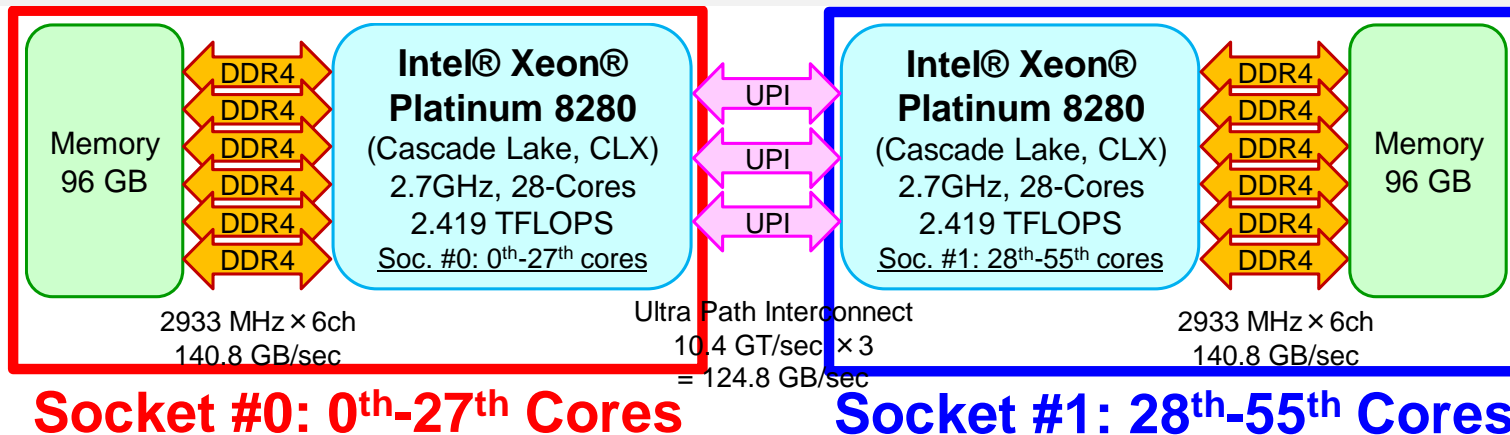 Memory
96 GB
DDR4
DDR4
DDR4
DDR4
DDR4
DDR4
Intel® Xeon®
Platinum 8280
(Cascade Lake, CLX)
2.7GHz, 28-Cores
2.419 TFLOPS
Soc. #0: 0th-27th cores
UPI
UPI
UPI
Intel® Xeon®
Platinum 8280
(Cascade Lake, CLX)
2.7GHz, 28-Cores
2.419 TFLOPS
Soc. #1: 28th-55th cores
DDR4
DDR4
DDR4
DDR4
DDR4
DDR4
Memory
96 GB
2933 MHz×6ch
140.8 GB/sec
Ultra Path Interconnect
10.4 GT/sec ×3
= 124.8 GB/sec
2933 MHz×6ch
140.8 GB/sec
Socket #0: 0th-27th Cores
Socket #1: 28th-55th Cores